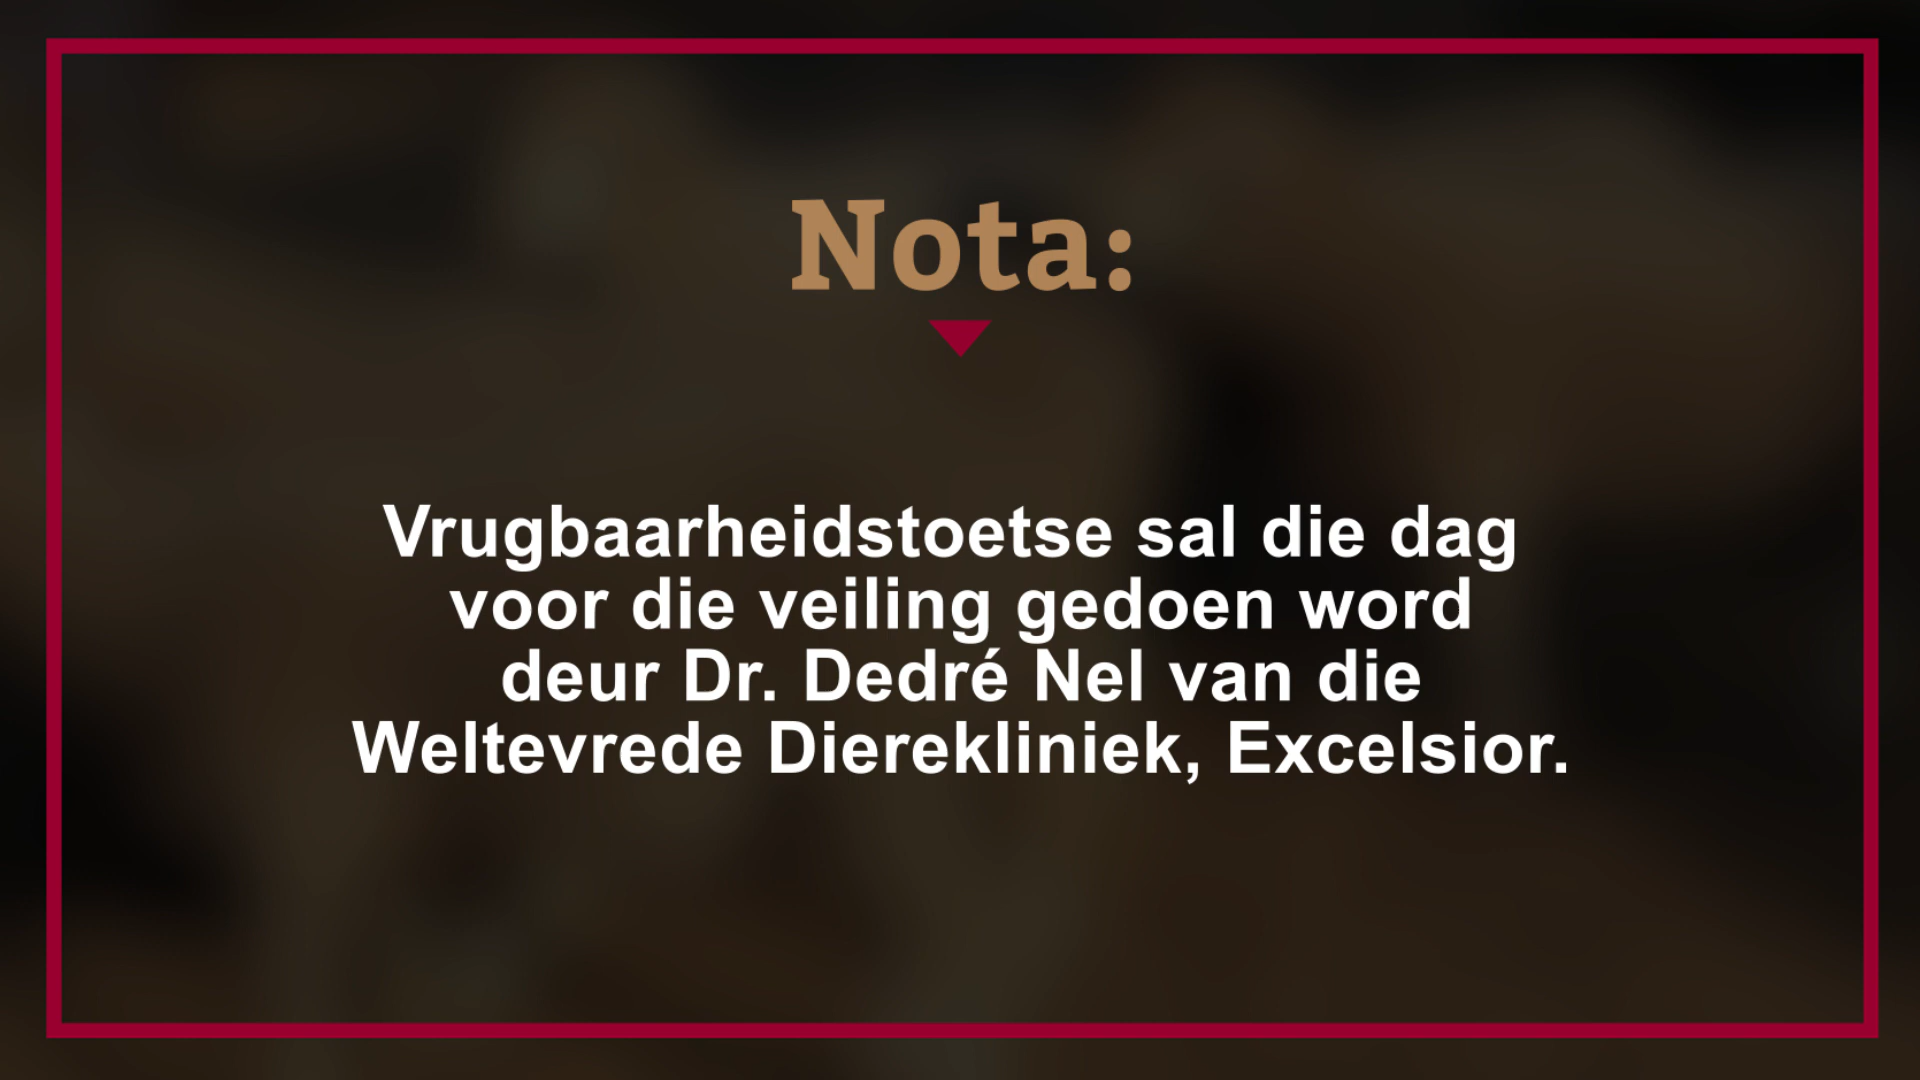 Nota:
Vrugbaarheidstoetse sal die dag
voor die veiling gedoen word
deur Dr. Dedré Nel van die
Weltevrede Dierekliniek, Excelsior.